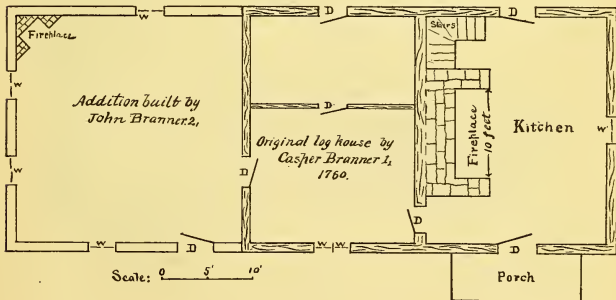 W
D
D
Stairs
Fireplace
W
W
Addition built by
John Branner.2,
D
Original log house by
Casper Branner 1,
1760.
Fireplace
10 feet
Kitchen
W
W
D
D
W
D
W W
D
Scale: 0 5' 10'
Porch